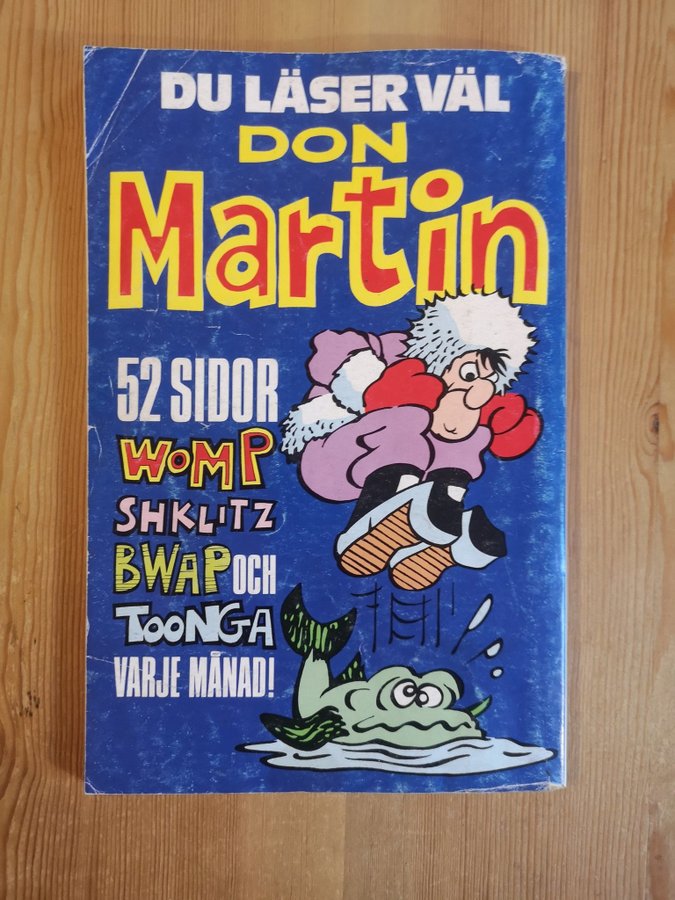 DU LÄSER VÄL
DON
Martin
52 SIDOR
WOMP
SHKLITZ
BWAP OCH
TOONGA
VARJE MÅNAD!